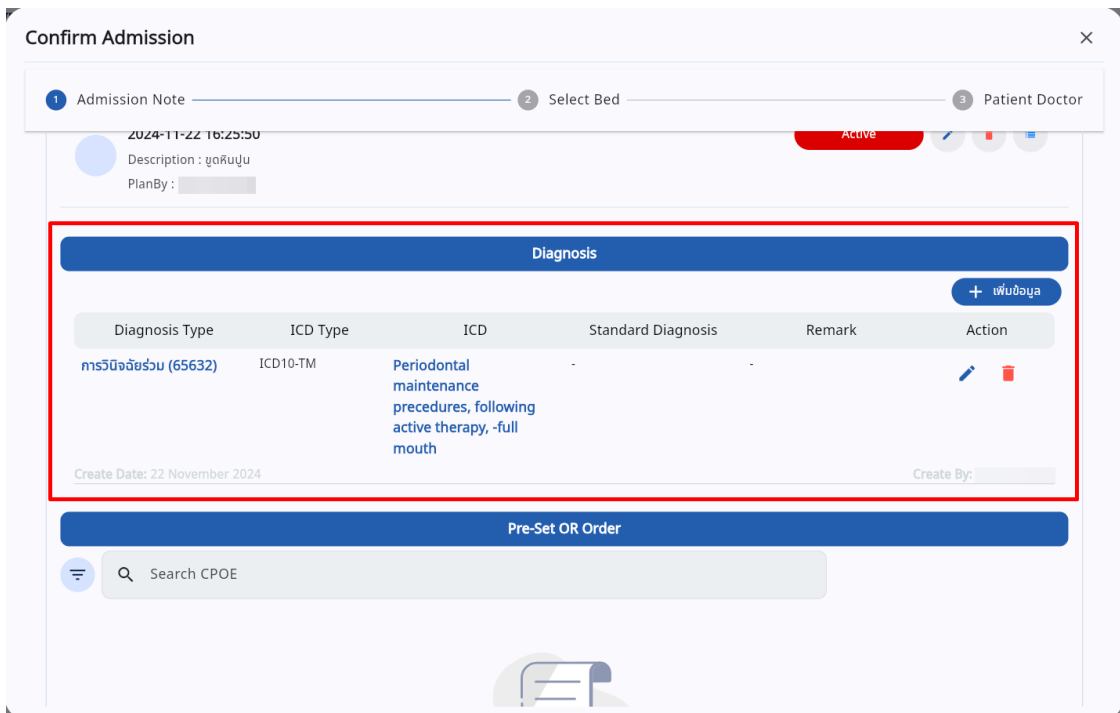 Confirm Admission
1 Admission Note
2 Select Bed
3 Patient Doctor
2024-11-22 16:25:50
Active
Description : ขูดหินปูน
PlanBy :
Diagnosis
+ เพิ่มข้อมูล
Diagnosis Type ICD Type ICD Standard Diagnosis Remark Action
การวินิจฉัยร่วม (65632) ICD10-TM Periodontal - -
maintenance
precedures, following
active therapy, -full
mouth
Create Date: 22 November 2024 Create By:
Pre-Set OR Order
Search CPOE